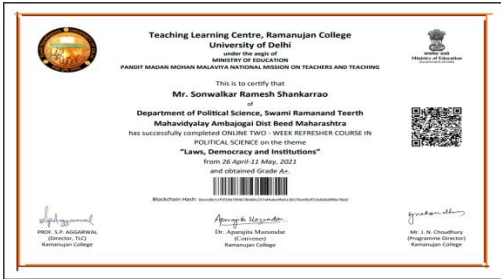 Teaching Learning Centre, Ramanujan College
University of Delhi
under the aegis of
MINISTRY OF EDUCATION
PANDIT MADAN MOHAN MALAVIYA NATIONAL MISSION ON TEACHERS AND TEACHING
Ministry of Education
This is to certify that
Mr. Sonwalkar Ramesh Shankarrao
of
Department of Political Science, Swami Ramanand Teerth
Mahavidyalay Ambajogai Dist Beed Maharashtra
has successfully completed ONLINE TWO - WEEK REFRESHER COURSE IN
POLITICAL SCIENCE on the theme
"Laws, Democracy and Institutions"
from 26 April-11 May, 2021
and obtained Grade A+.
Blockchain Hash:
PROF. S.P. AGGARWAL
(Director, TLC)
Ramanujan College
Aparajita Mazumdar
Dr. Aparajita Mazumdar
(Convener)
Ramanujan College
Mr. J. N. Choudhury
(Programme Director)
Ramanujan College